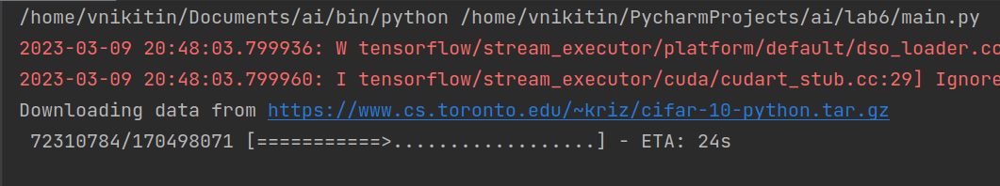 /home/vnikitin/Documents/ai/bin/python /home/vnikitin/PycharmProjects/ai/lab6/main.py
2023-03-09 20:48:03.799936: W tensorflow/stream_executor/platform/default/dso_loader.cc
2023-03-09 20:48:03.799960: I tensorflow/stream_executor/cuda/cudart_stub.cc:29] Ignore
Downloading data from https://www.cs.toronto.edu/~kriz/cifar-10-python.tar.gz
72310784/170498071 [===========>..................] - ETA: 24s